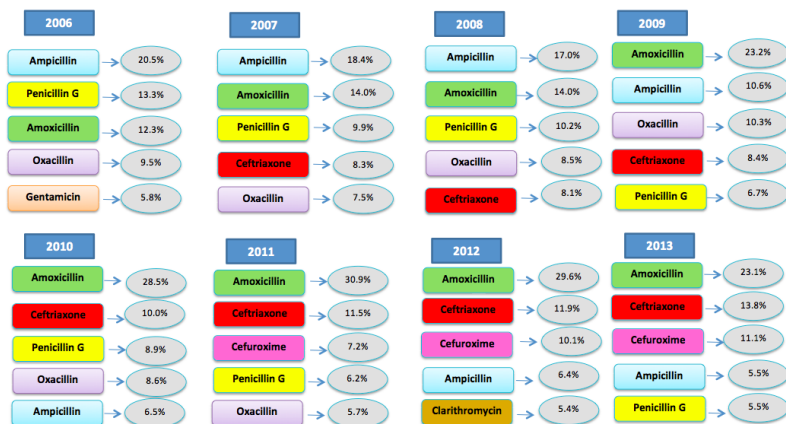 2006
Ampicillin 20.5%
Penicillin G 13.3%
Amoxicillin 12.3%
Oxacillin 9.5%
Gentamicin 5.8%
2007
Ampicillin 18.4%
Amoxicillin 14.0%
Penicillin G 9.9%
Ceftriaxone 8.3%
Oxacillin 7.5%
2008
Ampicillin 17.0%
Amoxicillin 14.0%
Penicillin G 10.2%
Oxacillin 8.5%
Ceftriaxone 8.1%
2009
Amoxicillin 23.2%
Ampicillin 10.6%
Oxacillin 10.3%
Ceftriaxone 8.4%
Penicillin G 6.7%
2010
Amoxicillin 28.5%
Ceftriaxone 10.0%
Penicillin G 8.9%
Oxacillin 8.6%
Ampicillin 6.5%
2011
Amoxicillin 30.9%
Ceftriaxone 11.5%
Cefuroxime 7.2%
Penicillin G 6.2%
Oxacillin 5.7%
2012
Amoxicillin 29.6%
Ceftriaxone 11.9%
Cefuroxime 10.1%
Ampicillin 6.4%
Clarithromycin 5.4%
2013
Amoxicillin 23.1%
Ceftriaxone 13.8%
Cefuroxime 11.1%
Ampicillin 5.5%
Penicillin G 5.5%